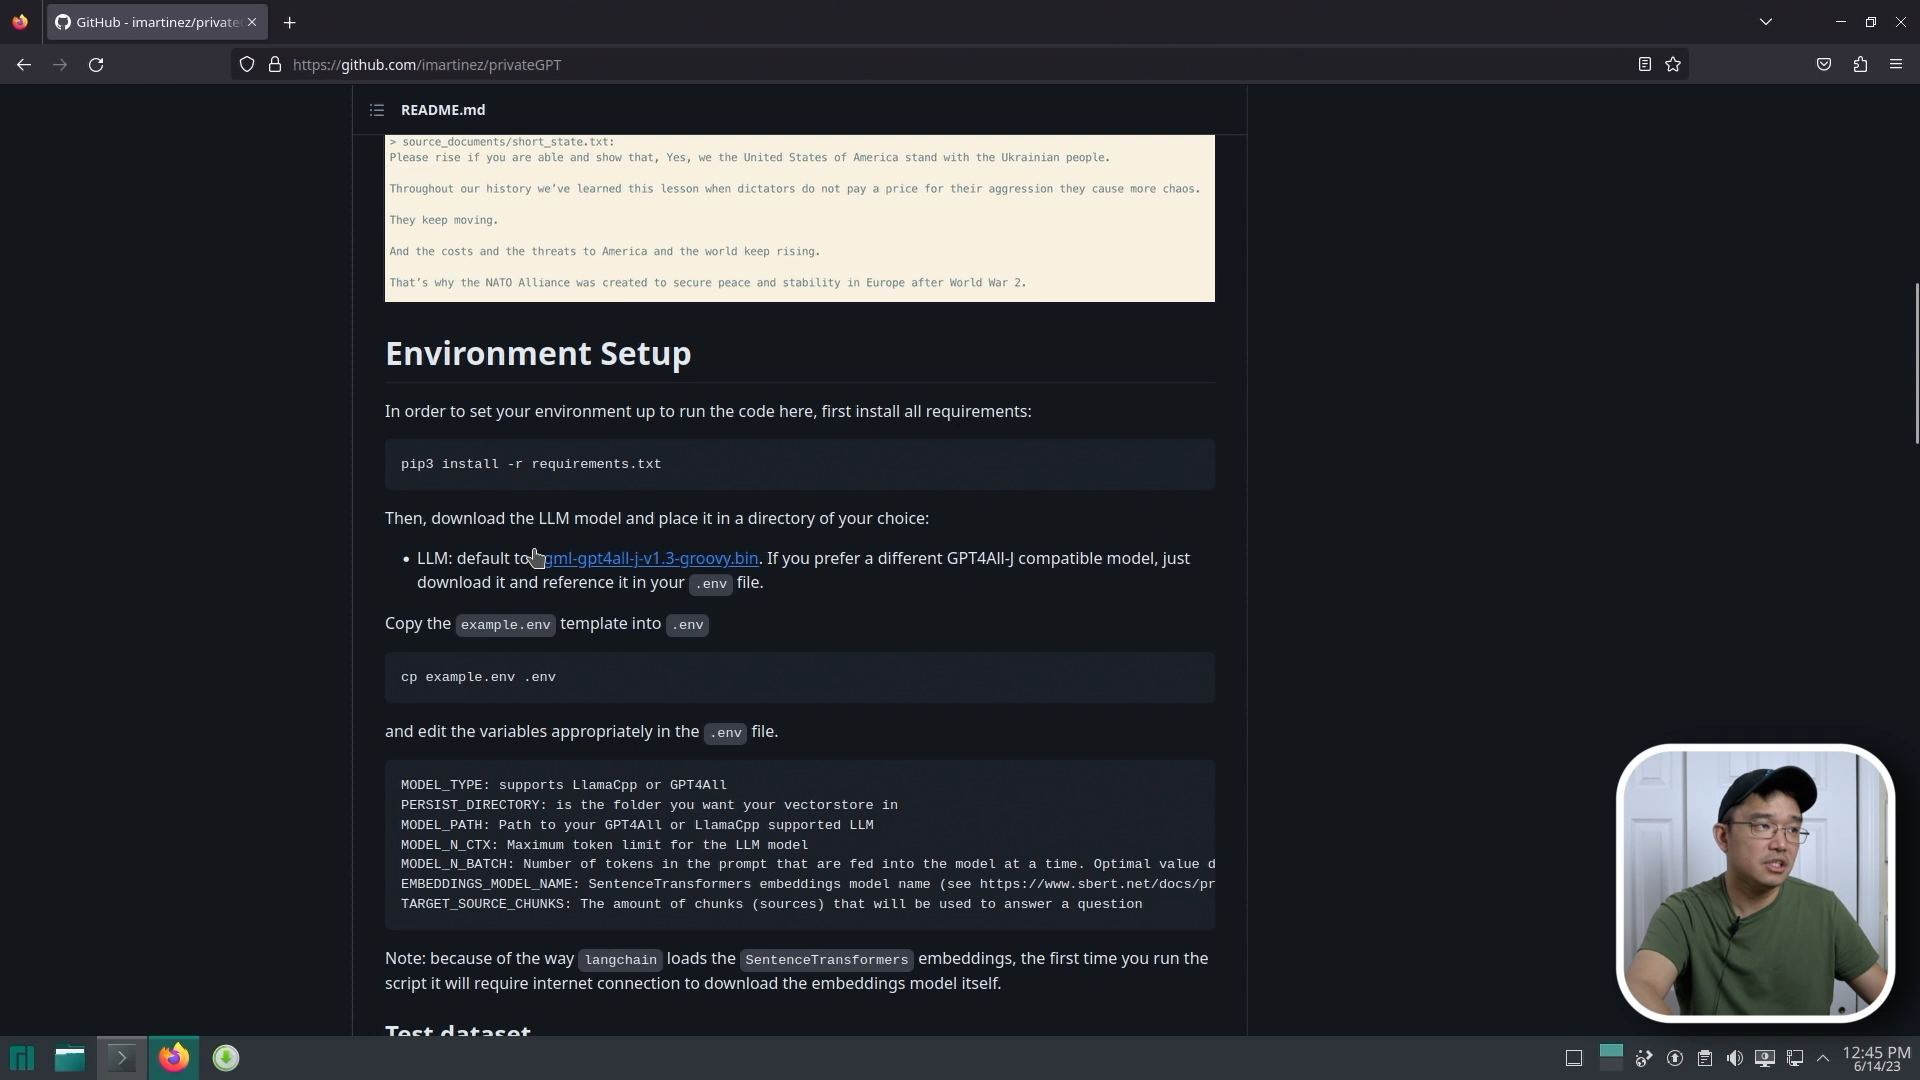 GitHub - imartinez/private
https://github.com/imartinez/privateGPT
README.md
> source_documents/short_state.txt:
Please rise if you are able and show that, Yes, we the United States of America stand with the Ukrainian people.
Throughout our history we’ve learned this lesson when dictators do not pay a price for their aggression they cause more chaos.
They keep moving.
And the costs and the threats to America and the world keep rising.
That’s why the NATO Alliance was created to secure peace and stability in Europe after World War 2.
Environment Setup
In order to set your environment up to run the code here, first install all requirements:
pip3 install -r requirements.txt
Then, download the LLM model and place it in a directory of your choice:
• LLM: default to ggml-gpt4all-j-v1.3-groovy.bin. If you prefer a different GPT4All-J compatible model, just
download it and reference it in your .env file.
Copy the example.env template into .env
cp example.env .env
and edit the variables appropriately in the .env file.
MODEL_TYPE: supports LlamaCpp or GPT4All
PERSIST_DIRECTORY: is the folder you want your vectorstore in
MODEL_PATH: Path to your GPT4All or LlamaCpp supported LLM
MODEL_N_CTX: Maximum token limit for the LLM model
MODEL_N_BATCH: Number of tokens in the prompt that are fed into the model at a time. Optimal value d
EMBEDDINGS_MODEL_NAME: SentenceTransformers embeddings model name (see https://www.sbert.net/docs/pr
TARGET_SOURCE_CHUNKS: The amount of chunks (sources) that will be used to answer a question
Note: because of the way langchain loads the SentenceTransformers embeddings, the first time you run the
script it will require internet connection to download the embeddings model itself.
Test dataset
12:45 PM
6/14/23